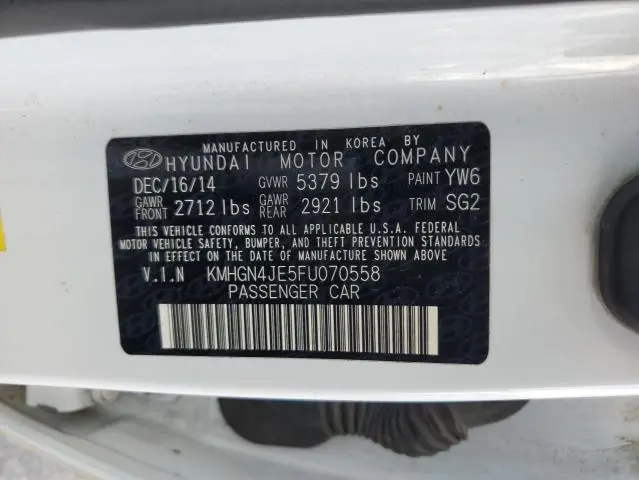 MANUFACTURED IN KOREA BY
HYUNDAI MOTOR COMPANY
DEC/16/14 GVWR 5379 lbs PAINT YW6
GAWR FRONT 2712 lbs GAWR REAR 2921 lbs TRIM SG2
THIS VEHICLE CONFORMS TO ALL APPLICABLE U.S.A. FEDERAL
MOTOR VEHICLE SAFETY, BUMPER, AND THEFT PREVENTION STANDARDS
IN EFFECT ON THE DATE OF MANUFACTURE SHOWN ABOVE
V.I.N KMHGN4JE5FU070558
PASSENGER CAR